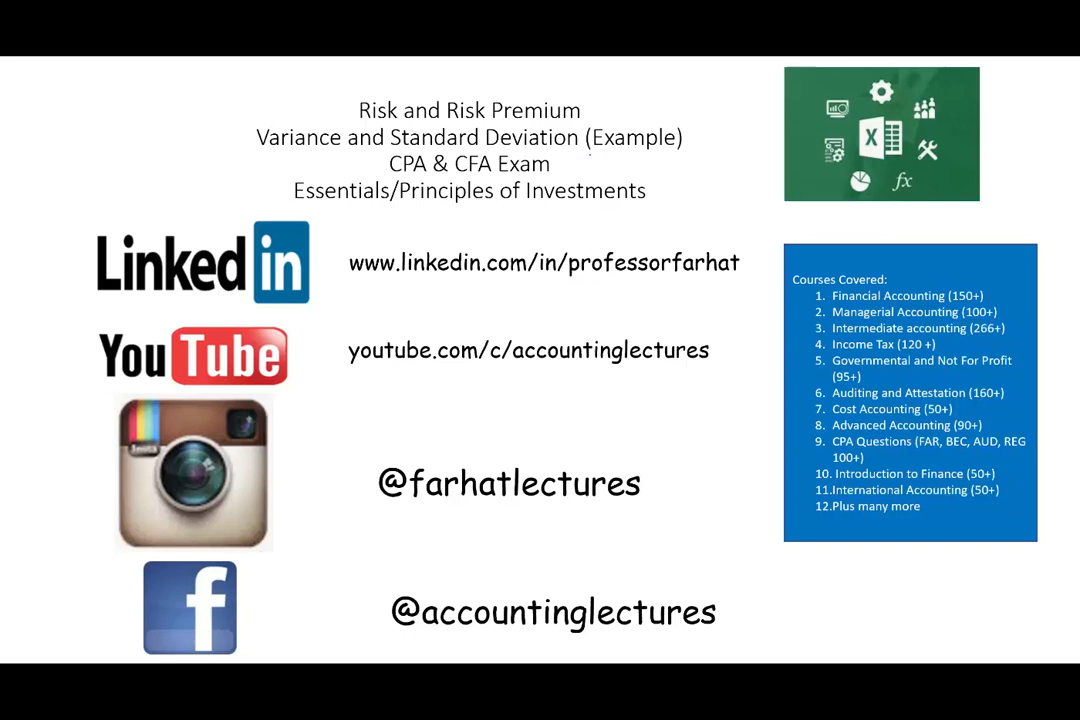 Risk and Risk Premium
Variance and Standard Deviation (Example)
CPA & CFA Exam
Essentials/Principles of Investments
Linked in
www.linkedin.com/in/professorfarhat
YouTube
youtube.com/c/accountinglectures
Insta
@farhatlectures
f
@accountinglectures
X
fx
Courses Covered:
1. Financial Accounting (150+)
2. Managerial Accounting (100+)
3. Intermediate accounting (266+)
4. Income Tax (120 +)
5. Governmental and Not For Profit
(95+)
6. Auditing and Attestation (160+)
7. Cost Accounting (50+)
8. Advanced Accounting (90+)
9. CPA Questions (FAR, BEC, AUD, REG
100+)
10. Introduction to Finance (50+)
11.International Accounting (50+)
12.Plus many more